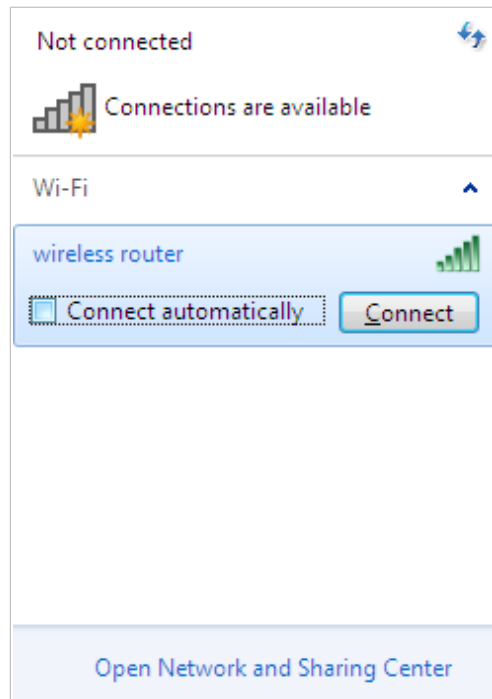 Not connected
Connections are available
Wi-Fi
wireless router
Connect automatically
Connect
Open Network and Sharing Center